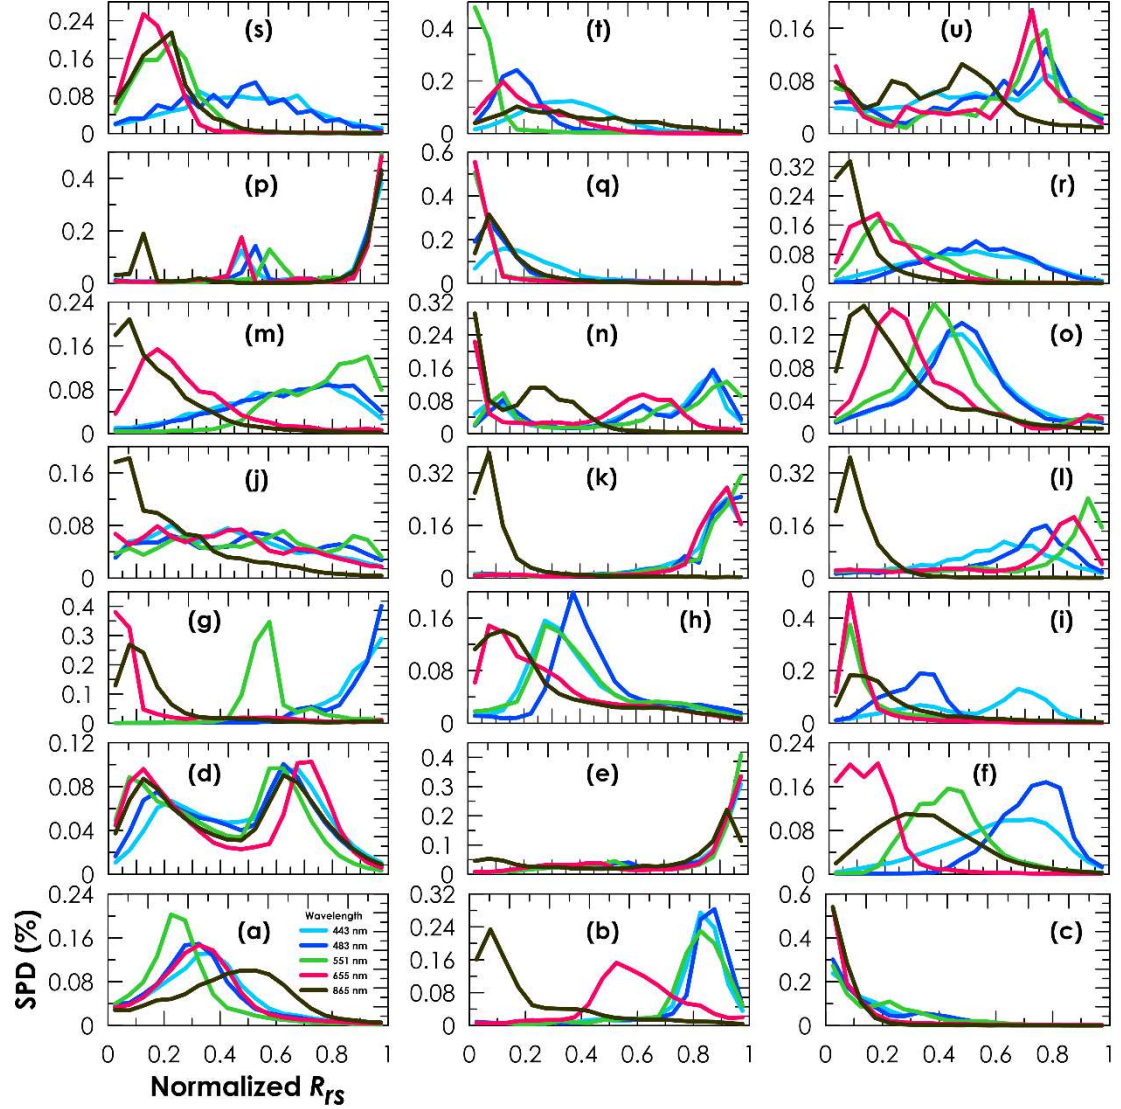 0.24 0.16 0.08 0 (s)
0.4 0.2 0 (t)
0.16 0.08 0 (u)
0.4 0.2 0 (p)
0.6 0.4 0.2 0 (q)
0.32 0.24 0.16 0.08 0 (r)
0.24 0.16 0.08 0 (m)
0.32 0.24 0.16 0.08 0 (n)
0.16 0.12 0.08 0.04 0 (o)
0.16 0.08 0 (j)
0.32 0.16 0 (k)
0.32 0.16 0 (l)
0.4 0.3 0.2 0.1 0 (g)
0.16 0.08 0 (h)
0.4 0.2 0 (i)
0.12 0.08 0.04 0 (d)
0.4 0.3 0.2 0.1 0 (e)
0.24 0.16 0.08 0 (f)
0.24 0.16 0.08 0 (a)
Wavelength
443 nm
483 nm
551 nm
655 nm
865 nm
0.32 0.24 0.16 0.08 0 (b)
0.6 0.4 0.2 0 (c)
SPD (%)
0 0.2 0.4 0.6 0.8 1
0 0.2 0.4 0.6 0.8 1
0 0.2 0.4 0.6 0.8 1
Normalized Rrs